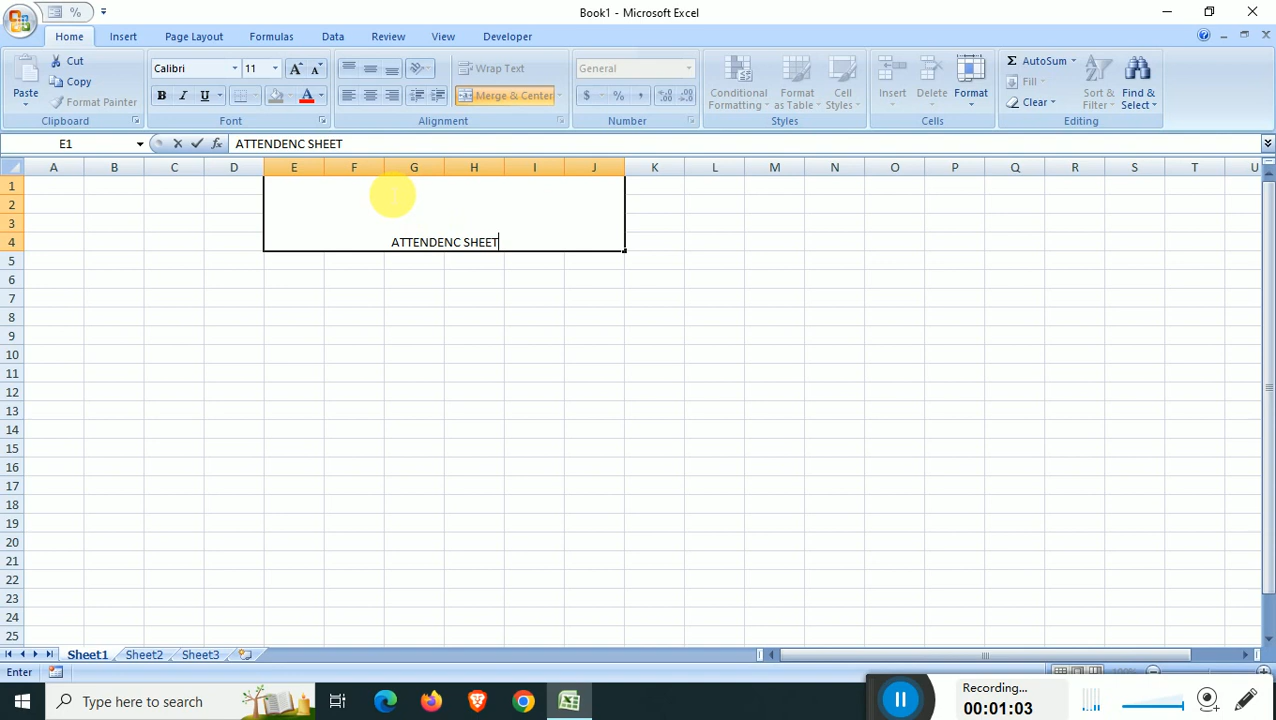 Book1 - Microsoft Excel
Home Insert Page Layout Formulas Data Review View Developer
Paste
Cut
Copy
Format Painter
Clipboard
Calibri 11
B I U
Font
Wrap Text
Merge & Center
Alignment
General
$ % ,
Number
Conditional Formatting
Format as Table
Cell Styles
Styles
Insert
Delete
Format
Cells
AutoSum
Fill
Clear
Sort & Filter
Find & Select
Editing
E1 ATTENDENC SHEET
A B C D E F G H I J K L M N O P Q R S T U
1
2
3
4 ATTENDENC SHEET
5
6
7
8
9
10
11
12
13
14
15
16
17
18
19
20
21
22
23
24
25
Sheet1 Sheet2 Sheet3
Enter 100%
Type here to search
Recording...
00:01:03